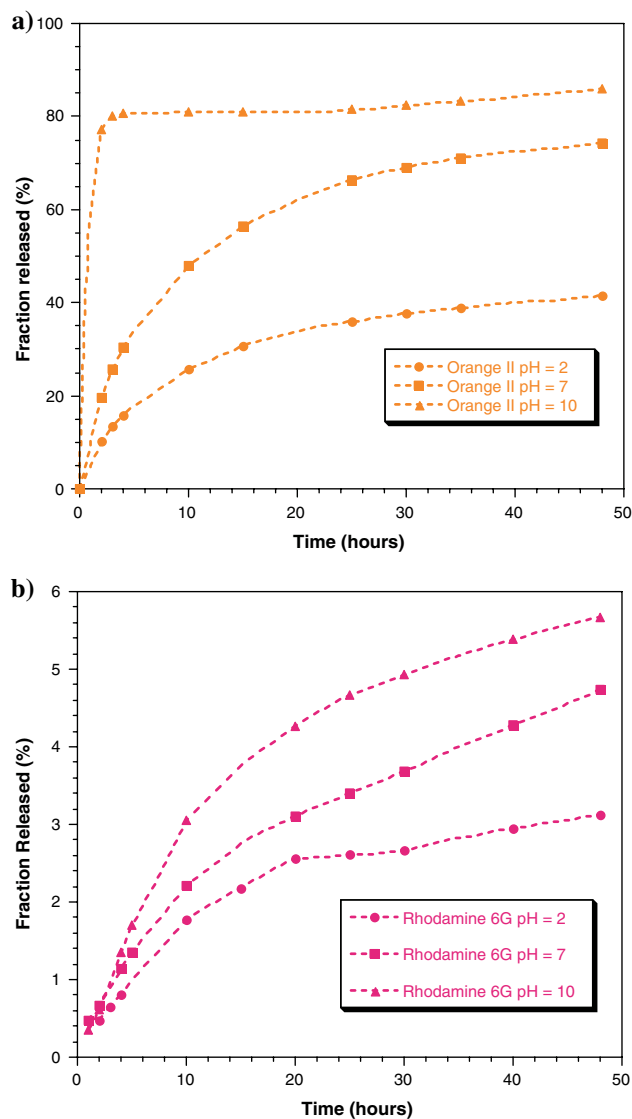 a)
100
80
60
40
20
0
Fraction released (%)
Orange II pH = 2
Orange II pH = 7
Orange II pH = 10
0 10 20 30 40 50
Time (hours)
b)
6
5
4
3
2
1
0
Fraction Released (%)
Rhodamine 6G pH = 2
Rhodamine 6G pH = 7
Rhodamine 6G pH = 10
0 10 20 30 40 50
Time (hours)